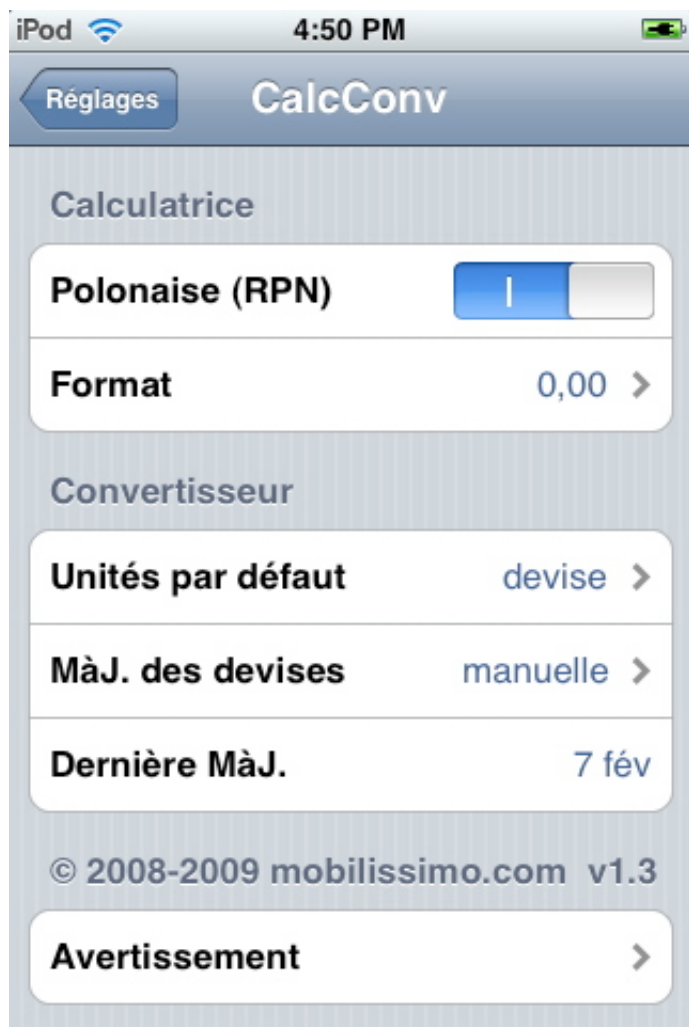 iPod 4:50 PM
Réglages CalcConv
Calculatrice
Polonaise (RPN)
Format 0,00
Convertisseur
Unités par défaut devise
MàJ. des devises manuelle
Dernière MàJ. 7 fév
© 2008-2009 mobilissimo.com v1.3
Avertissement